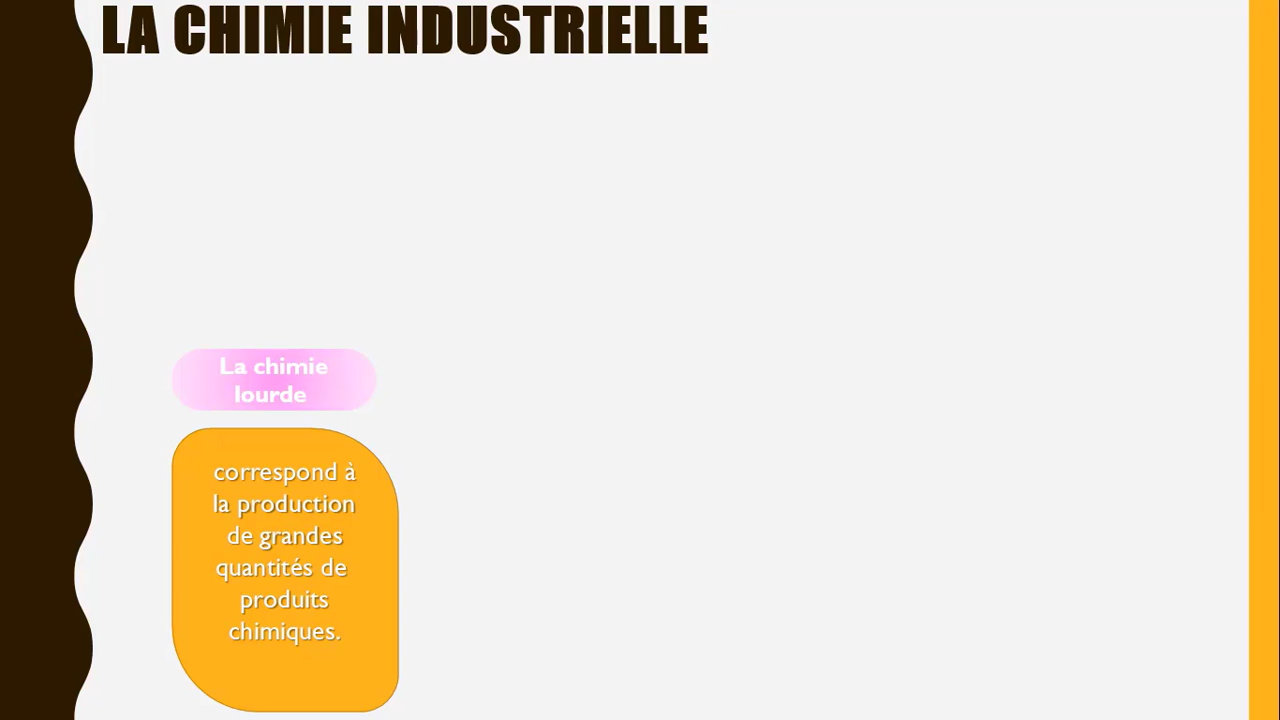 LA CHIMIE INDUSTRIELLE
La chimie
lourde
correspond à
la production
de grandes
quantités de
produits
chimiques.